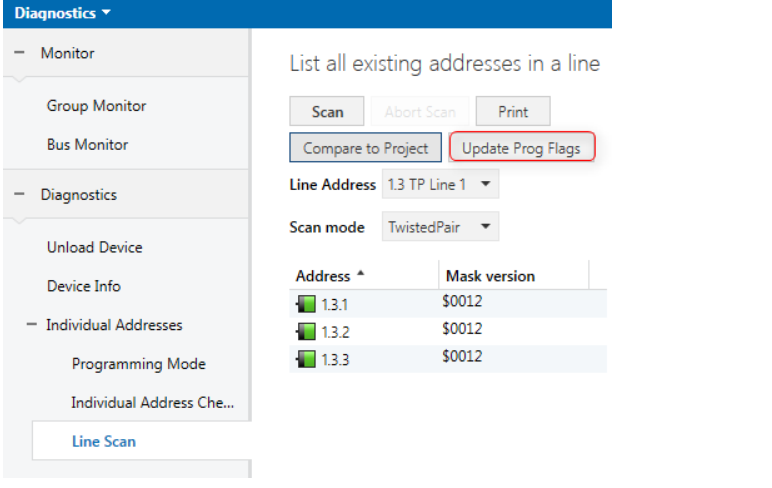 Diagnostics
Monitor
Group Monitor
Bus Monitor
Diagnostics
Unload Device
Device Info
Individual Addresses
Programming Mode
Individual Address Che...
Line Scan
List all existing addresses in a line
Scan Abort Scan Print
Compare to Project Update Prog Flags
Line Address 1.3 TP Line 1
Scan mode TwistedPair
Address Mask version
1.3.1 $0012
1.3.2 $0012
1.3.3 $0012